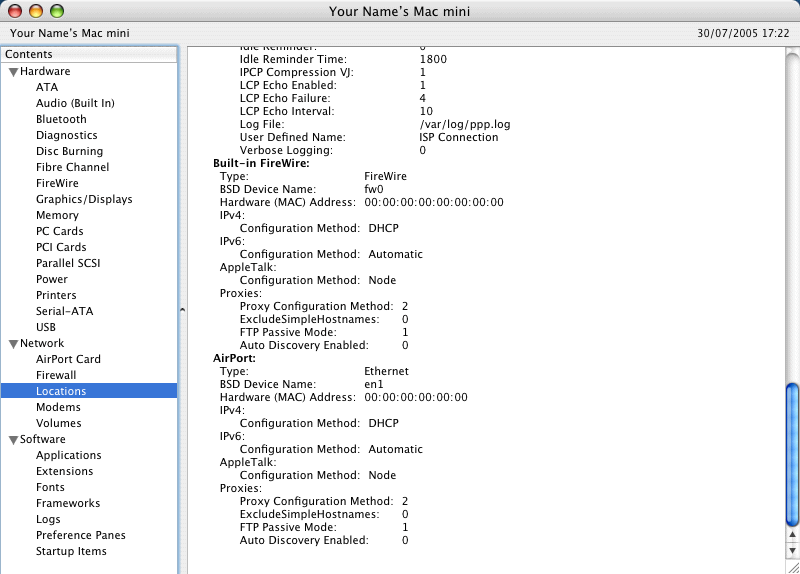 Your Name's Mac mini
Your Name's Mac mini 30/07/2005 17:22
Contents
Hardware
ATA
Audio (Built In)
Bluetooth
Diagnostics
Disc Burning
Fibre Channel
FireWire
Graphics/Displays
Memory
PC Cards
PCI Cards
Parallel SCSI
Power
Printers
Serial-ATA
USB
Network
AirPort Card
Firewall
Locations
Modems
Volumes
Software
Applications
Extensions
Fonts
Frameworks
Logs
Preference Panes
Startup Items
Idle Reminder: 0
Idle Reminder Time: 1800
IPCP Compression VJ: 1
LCP Echo Enabled: 1
LCP Echo Failure: 4
LCP Echo Interval: 10
Log File: /var/log/ppp.log
User Defined Name: ISP Connection
Verbose Logging: 0
Built-in FireWire:
Type: FireWire
BSD Device Name: fw0
Hardware (MAC) Address: 00:00:00:00:00:00:00:00
IPv4:
Configuration Method: DHCP
IPv6:
Configuration Method: Automatic
AppleTalk:
Configuration Method: Node
Proxies:
Proxy Configuration Method: 2
ExcludeSimpleHostnames: 0
FTP Passive Mode: 1
Auto Discovery Enabled: 0
AirPort:
Type: Ethernet
BSD Device Name: en1
Hardware (MAC) Address: 00:00:00:00:00:00
IPv4:
Configuration Method: DHCP
IPv6:
Configuration Method: Automatic
AppleTalk:
Configuration Method: Node
Proxies:
Proxy Configuration Method: 2
ExcludeSimpleHostnames: 0
FTP Passive Mode: 1
Auto Discovery Enabled: 0